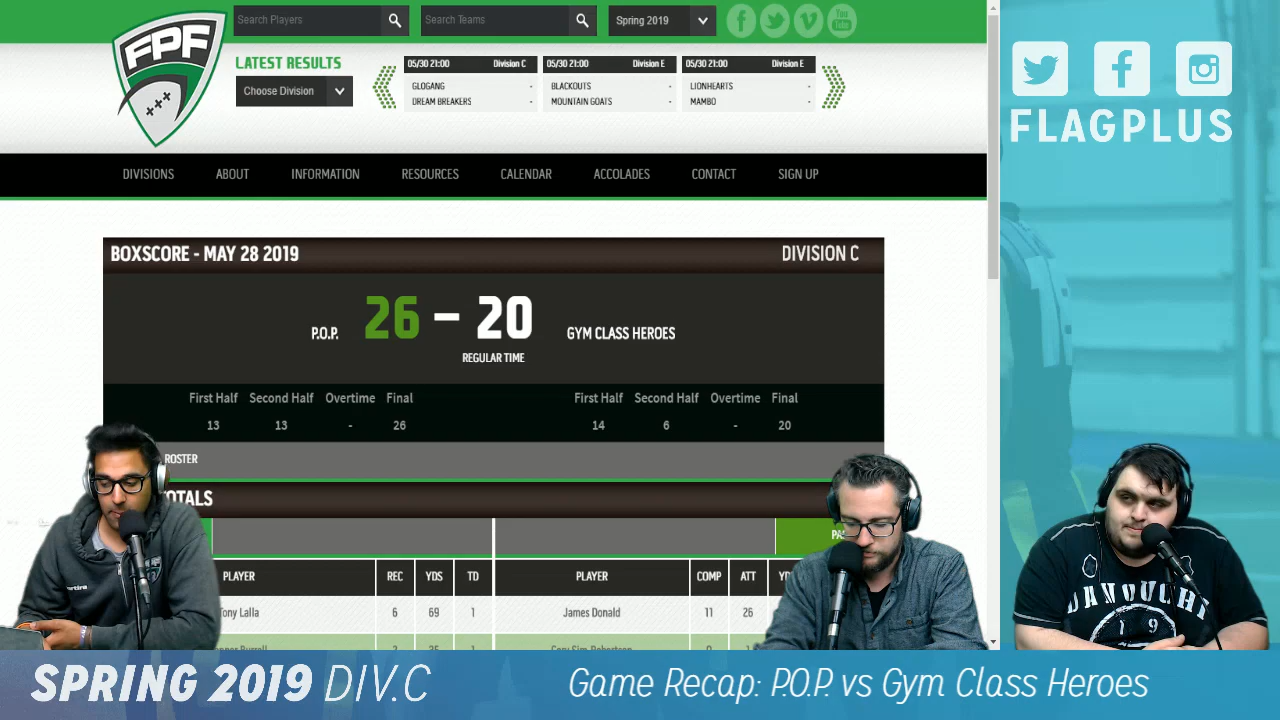 Search Players
Search Teams
Spring 2019
You
Tube
FPF
LATEST RESULTS
Choose Division
05/30 21:00 Division C
GLOGANG -
DREAM BREAKERS -
05/30 21:00 Division E
BLACKOUTS -
MOUNTAIN GOATS -
05/30 21:00 Division E
LIONHEARTS -
MAMBO -
FLAGPLUS
DIVISIONS ABOUT INFORMATION RESOURCES CALENDAR ACCOLADES CONTACT SIGN UP
BOXSCORE - MAY 28 2019 DIVISION C
P.O.P. 26 – 20 GYM CLASS HEROES
REGULAR TIME
First Half Second Half Overtime Final First Half Second Half Overtime Final
13 13 - 26 14 6 - 20
ROSTER
TOTALS
PLAYER REC YDS TD PLAYER COMP ATT
Tony Lalla 6 69 1 James Donald 11 26
DAVOUCHI
19
SPRING 2019 DIV.C
Game Recap: P.O.P. vs Gym Class Heroes